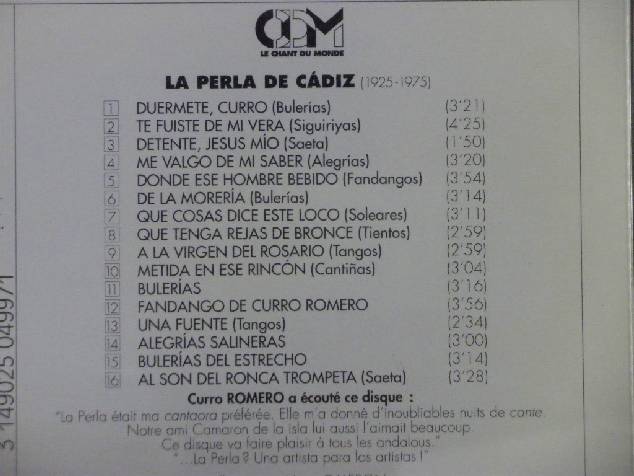 CDM
LE CHANT DU MONDE
LA PERLA DE CÁDIZ (1925-1975)
1 DUERMETE, CURRO (Bulerías) (3'21)
2 TE FUISTE DE MI VERA (Siguiriyas) (4'25)
3 DETENTE, JESUS MÍO (Saeta) (1'50)
4 ME VALGO DE MI SABER (Alegrías) (3'20)
5 DONDE ESE HOMBRE BEBIDO (Fandangos) (3'54)
6 DE LA MORERÍA (Bulerías) (3'14)
7 QUE COSAS DICE ESTE LOCO (Soleares) (3'11)
8 QUE TENGA REJAS DE BRONCE (Tientos) (2'59)
9 A LA VIRGEN DEL ROSARIO (Tangos) (2'59)
10 METIDA EN ESE RINCÓN (Cantiñas) (3'04)
11 BULERÍAS (3'16)
12 FANDANGO DE CURRO ROMERO (3'56)
13 UNA FUENTE (Tangos) (2'34)
14 ALEGRÍAS SALINERAS (3'00)
15 BULERÍAS DEL ESTRECHO (3'14)
16 AL SON DEL RONCA TROMPETA (Saeta) (3'28)
Curro ROMERO a écouté ce disque :
"La Perla était ma cantaora préférée. Elle m'a donné d'inoubliables nuits de cante.
Notre ami Camaron de la isla lui aussi l'aimait beaucoup.
Ce disque va faire plaisir à tous les andalous."
"...La Perla ? Una artista para los artistas !"
3 149025 049971